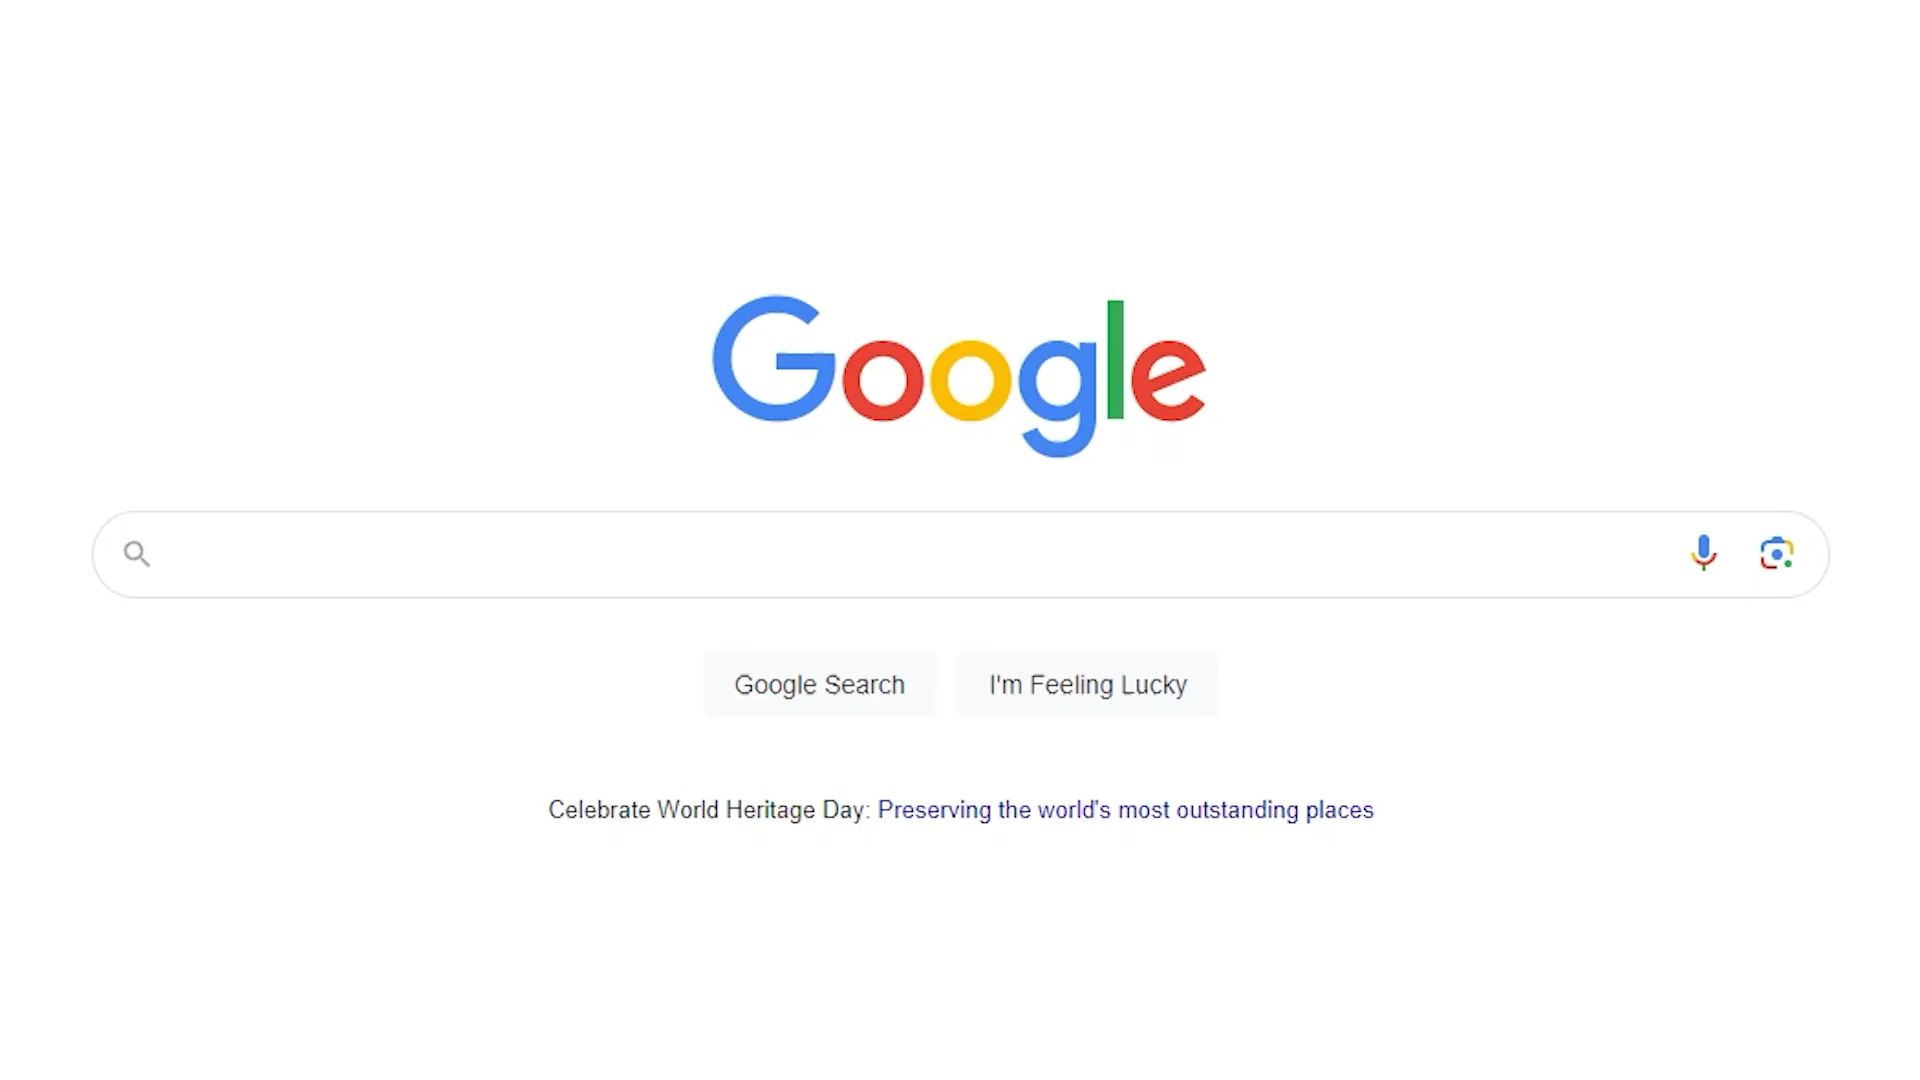 Google
Google Search
I'm Feeling Lucky
Celebrate World Heritage Day: Preserving the world's most outstanding places